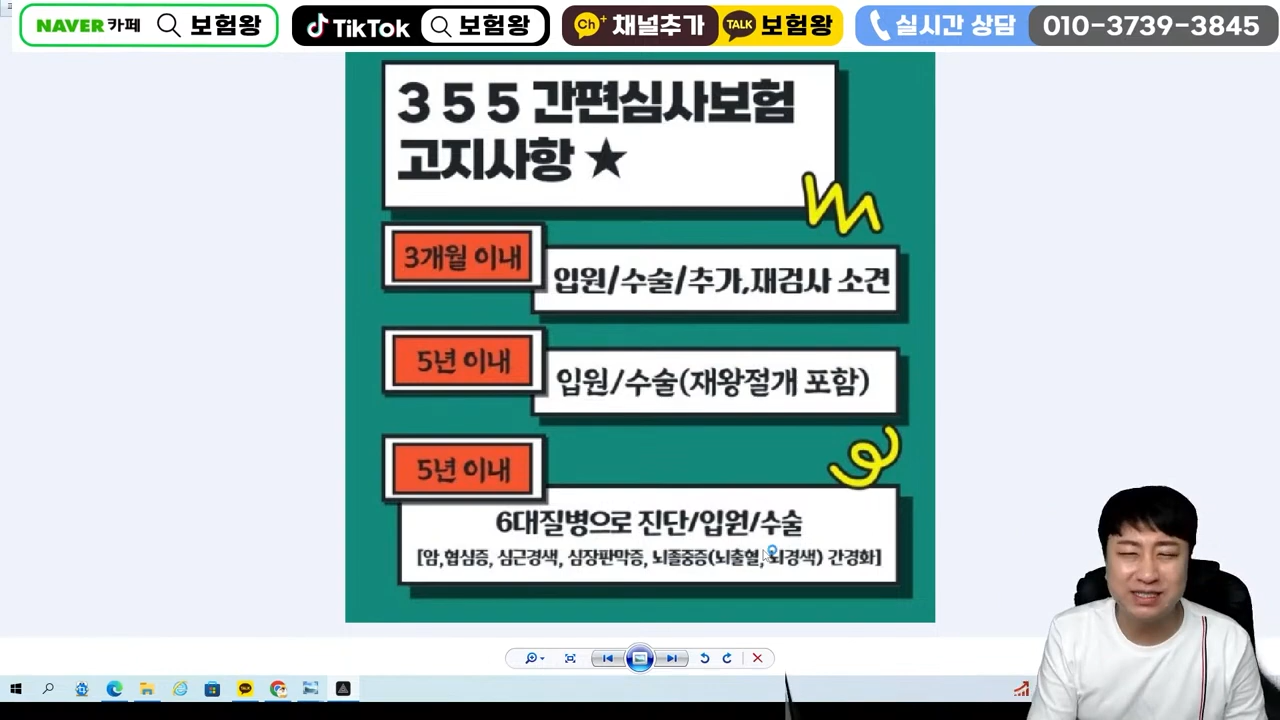 NAVER 카페 보험왕
TikTok 보험왕
Ch+ 채널추가 TALK 보험왕
실시간 상담 010-3739-3845
3 5 5 간편심사보험
고지사항 ★
3개월 이내
입원/수술/추가,재검사 소견
5년 이내
입원/수술(재왕절개 포함)
5년 이내
6대질병으로 진단/입원/수술
[암,협심증, 심근경색, 심장판막증, 뇌졸중증(뇌출혈, 뇌경색) 간경화]